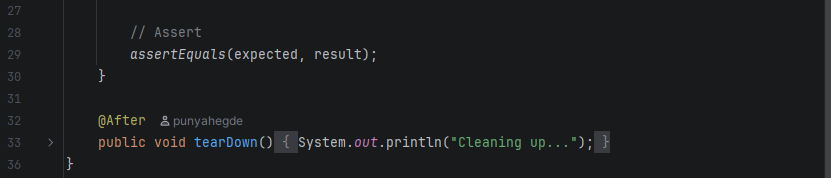 27
28 // Assert
29 assertEquals(expected, result);
30 }
31
32 @After punyahegde
33 public void tearDown() { System.out.println("Cleaning up..."); }
36 }